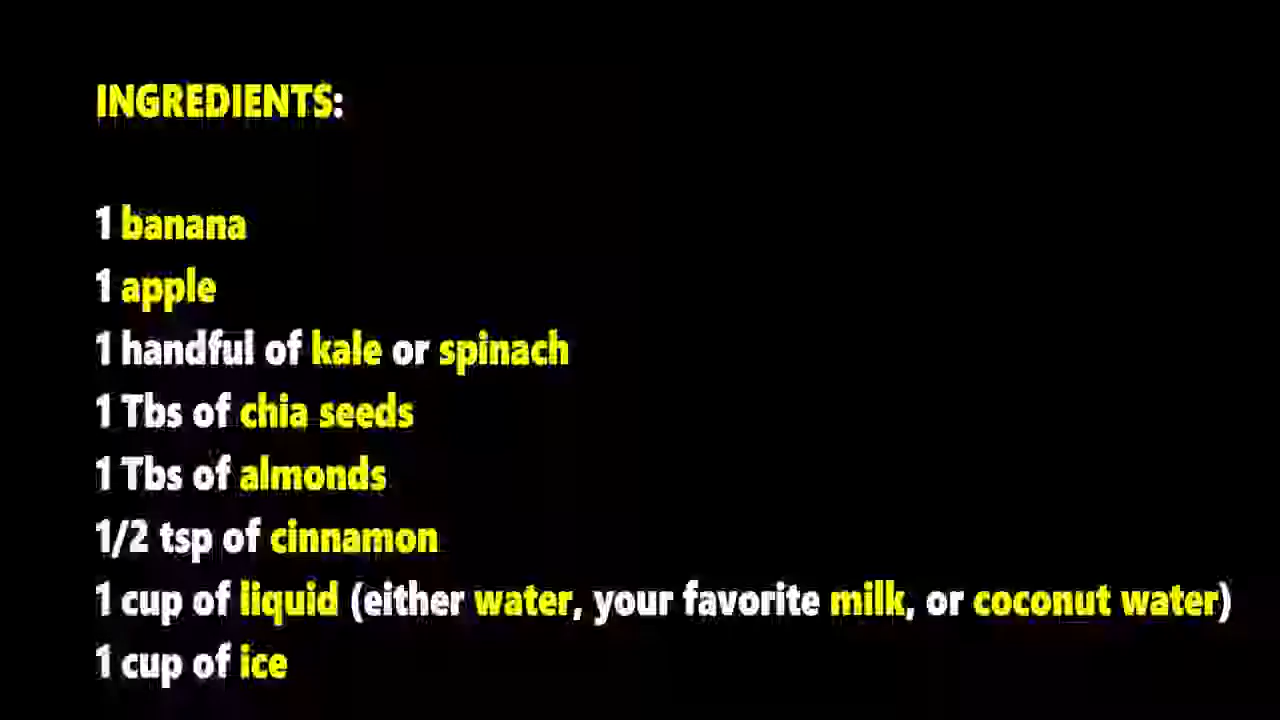 INGREDIENTS:
1 banana
1 apple
1 handful of kale or spinach
1 Tbs of chia seeds
1 Tbs of almonds
1/2 tsp of cinnamon
1 cup of liquid (either water, your favorite milk, or coconut water)
1 cup of ice